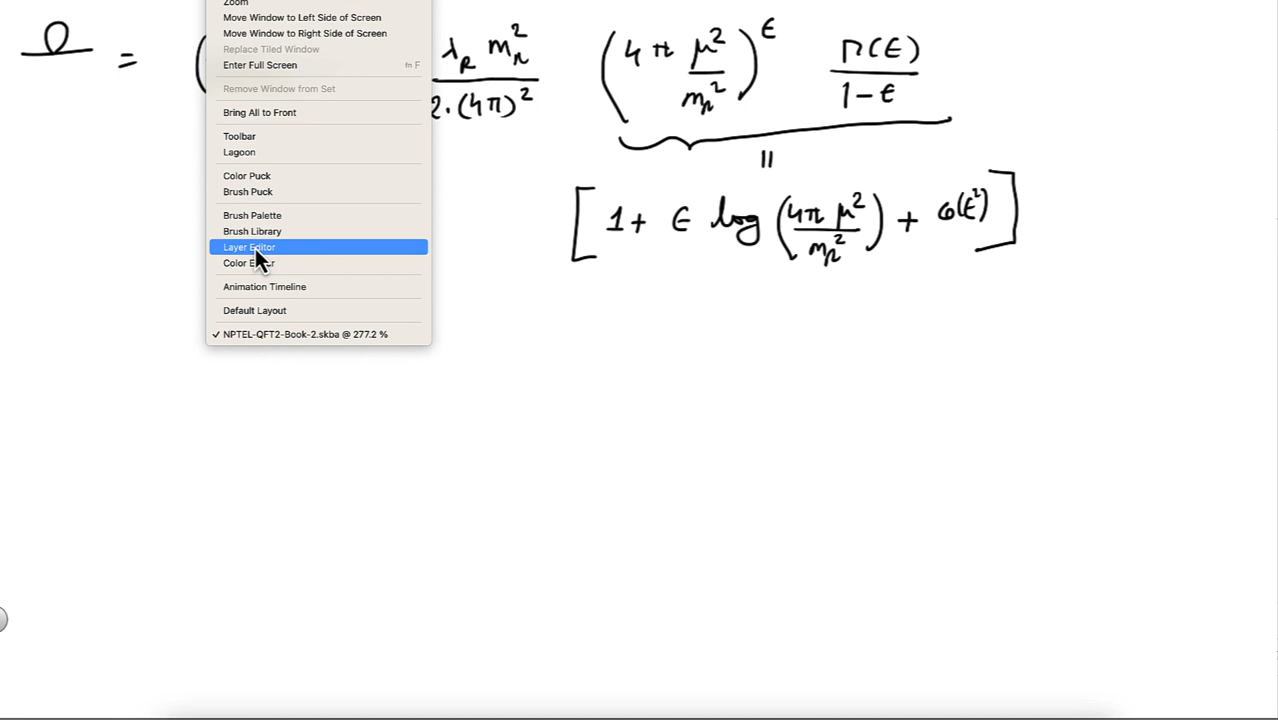 Zoom
Move Window to Left Side of Screen
Move Window to Right Side of Screen
Replace Tiled Window
Enter Full Screen fn F
Remove Window from Set
Bring All to Front
Toolbar
Lagoon
Color Puck
Brush Puck
Brush Palette
Brush Library
Layer Editor
Color
Animation Timeline
Default Layout
✓ NPTEL-QFT2-Book-2.skba @ 277.2 %
= ( λ_R m_R^2 / 2·(4π)^2 (4π μ^2/m_R^2)^ϵ Γ(ϵ)/1-ϵ
||
[ 1 + ϵ log (4π μ^2/m_R^2) + O(ϵ^2) ]